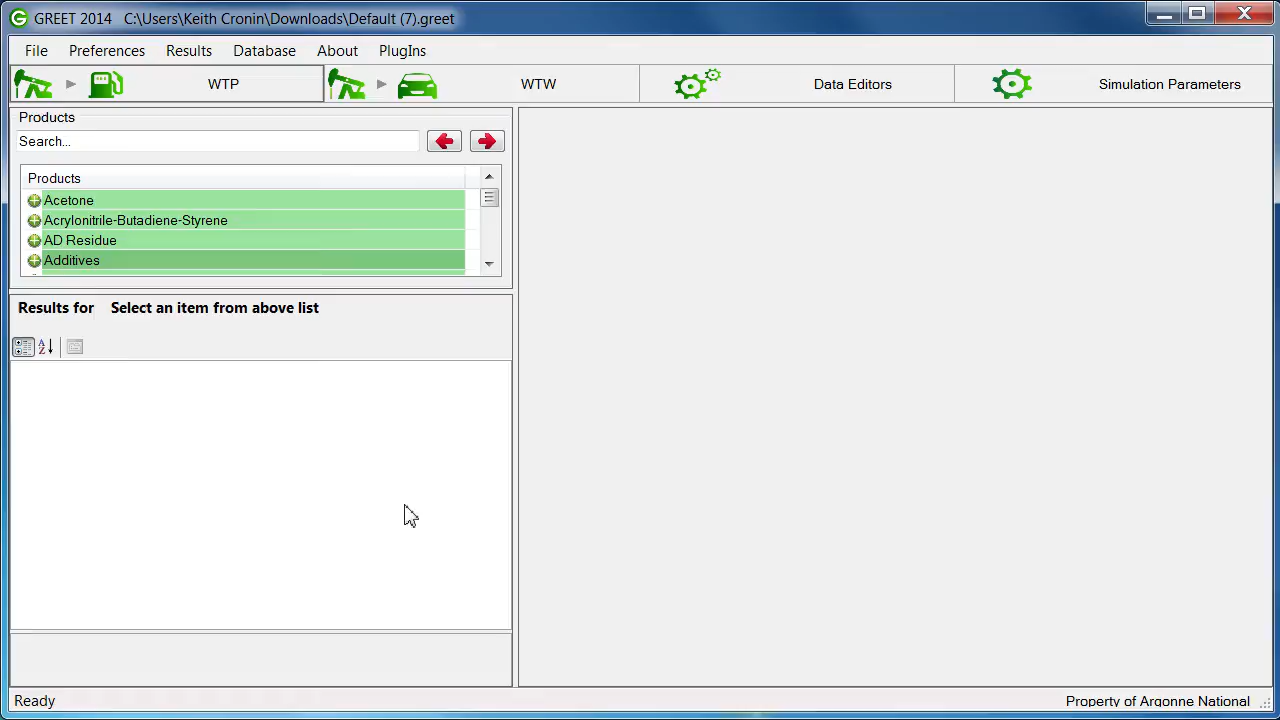 GREET 2014 C:\Users\Keith Cronin\Downloads\Default (7).greet
File Preferences Results Database About PlugIns
WTP WTW Data Editors Simulation Parameters
Products
Search...
Products
Acetone
Acrylonitrile-Butadiene-Styrene
AD Residue
Additives
Results for Select an item from above list
Ready Property of Argonne National